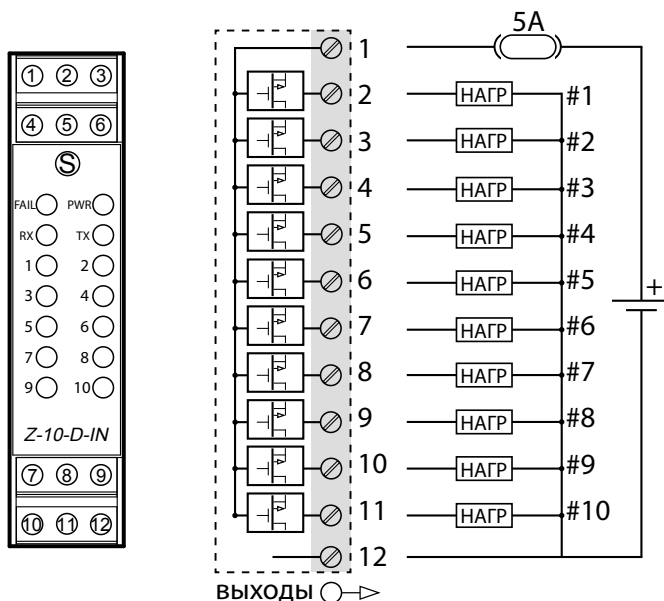 ① ② ③
④ ⑤ ⑥
S
FAIL PWR
RX TX
1 2
3 4
5 6
7 8
9 10
Z-10-D-IN
⑦ ⑧ ⑨
⑩ ⑪ ⑫
5A
1
2 НАГР #1
3 НАГР #2
4 НАГР #3
5 НАГР #4
6 НАГР #5
7 НАГР #6
8 НАГР #7
9 НАГР #8
10 НАГР #9
11 НАГР #10
12
+
ВЫХОДЫ